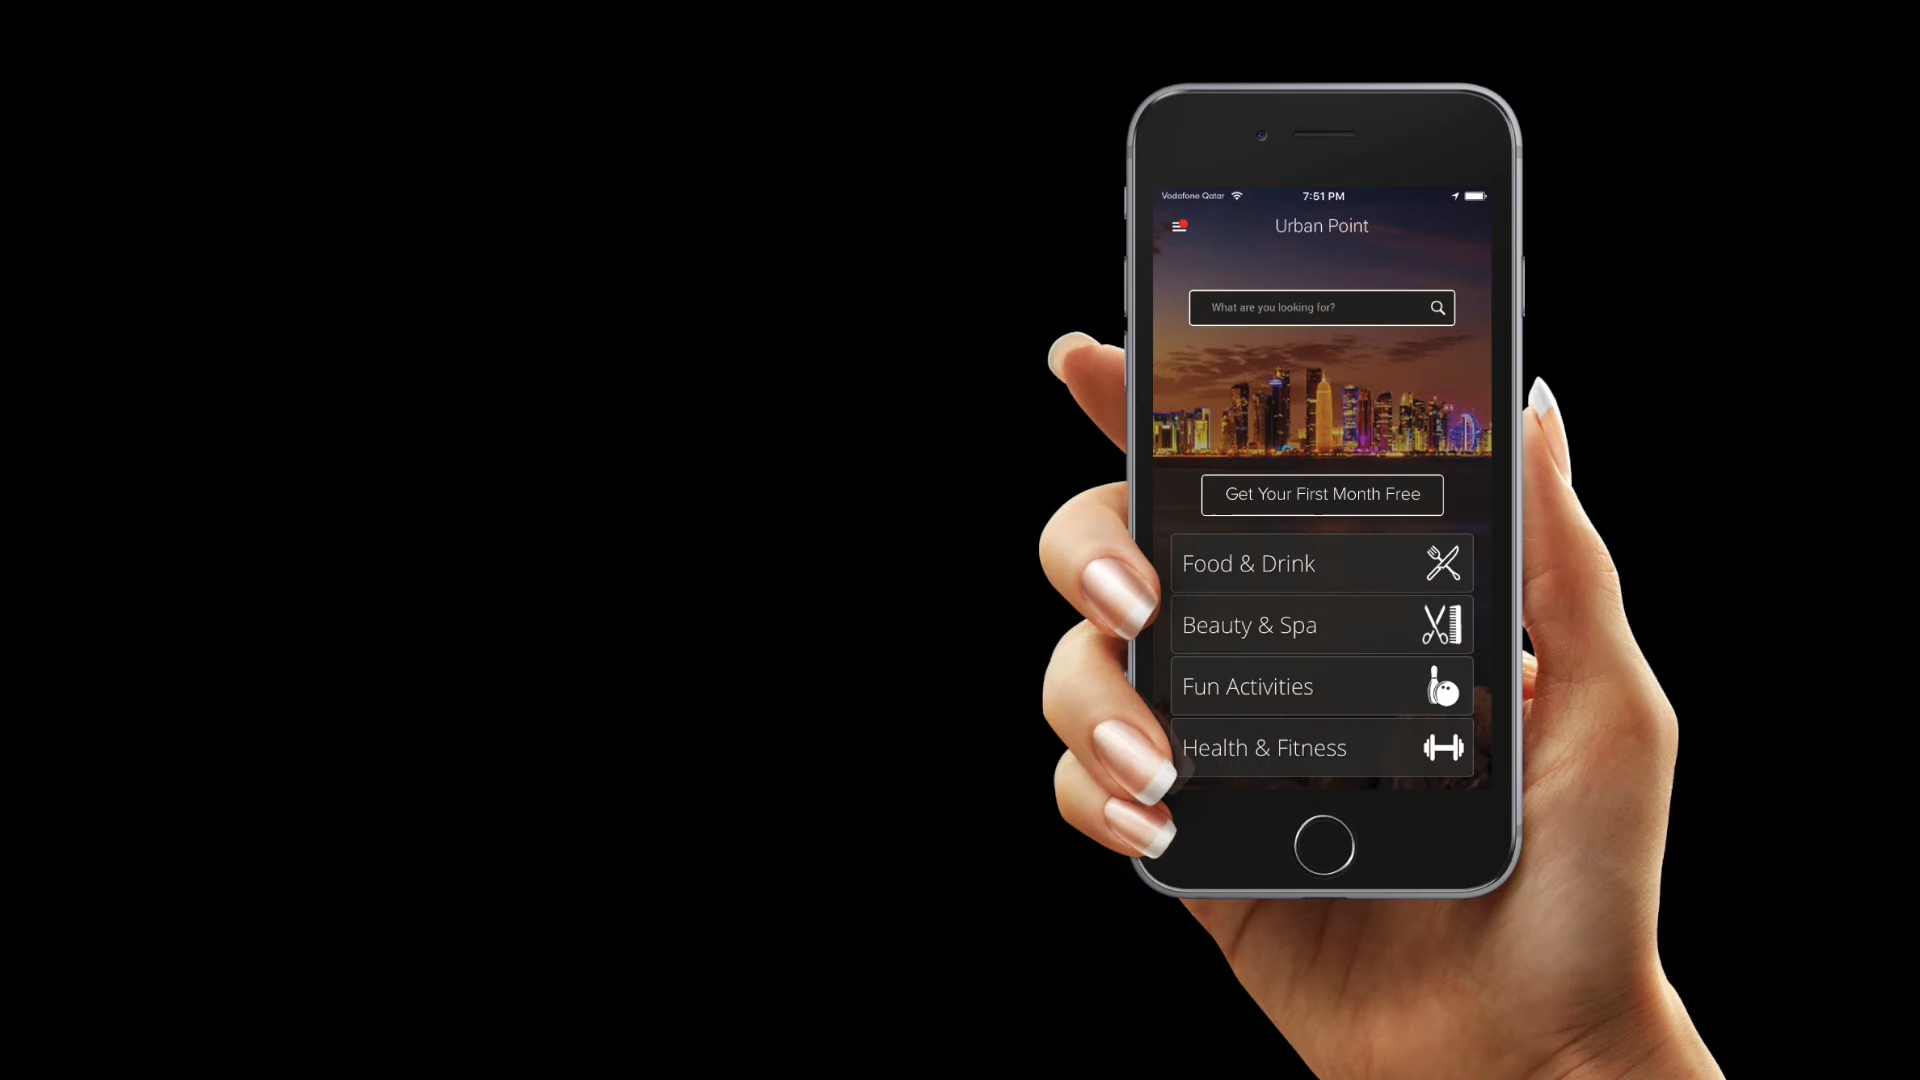 Vodafone Qatar
7:51 PM
Urban Point
What are you looking for?
Get Your First Month Free
Food & Drink
Beauty & Spa
Fun Activities
Health & Fitness